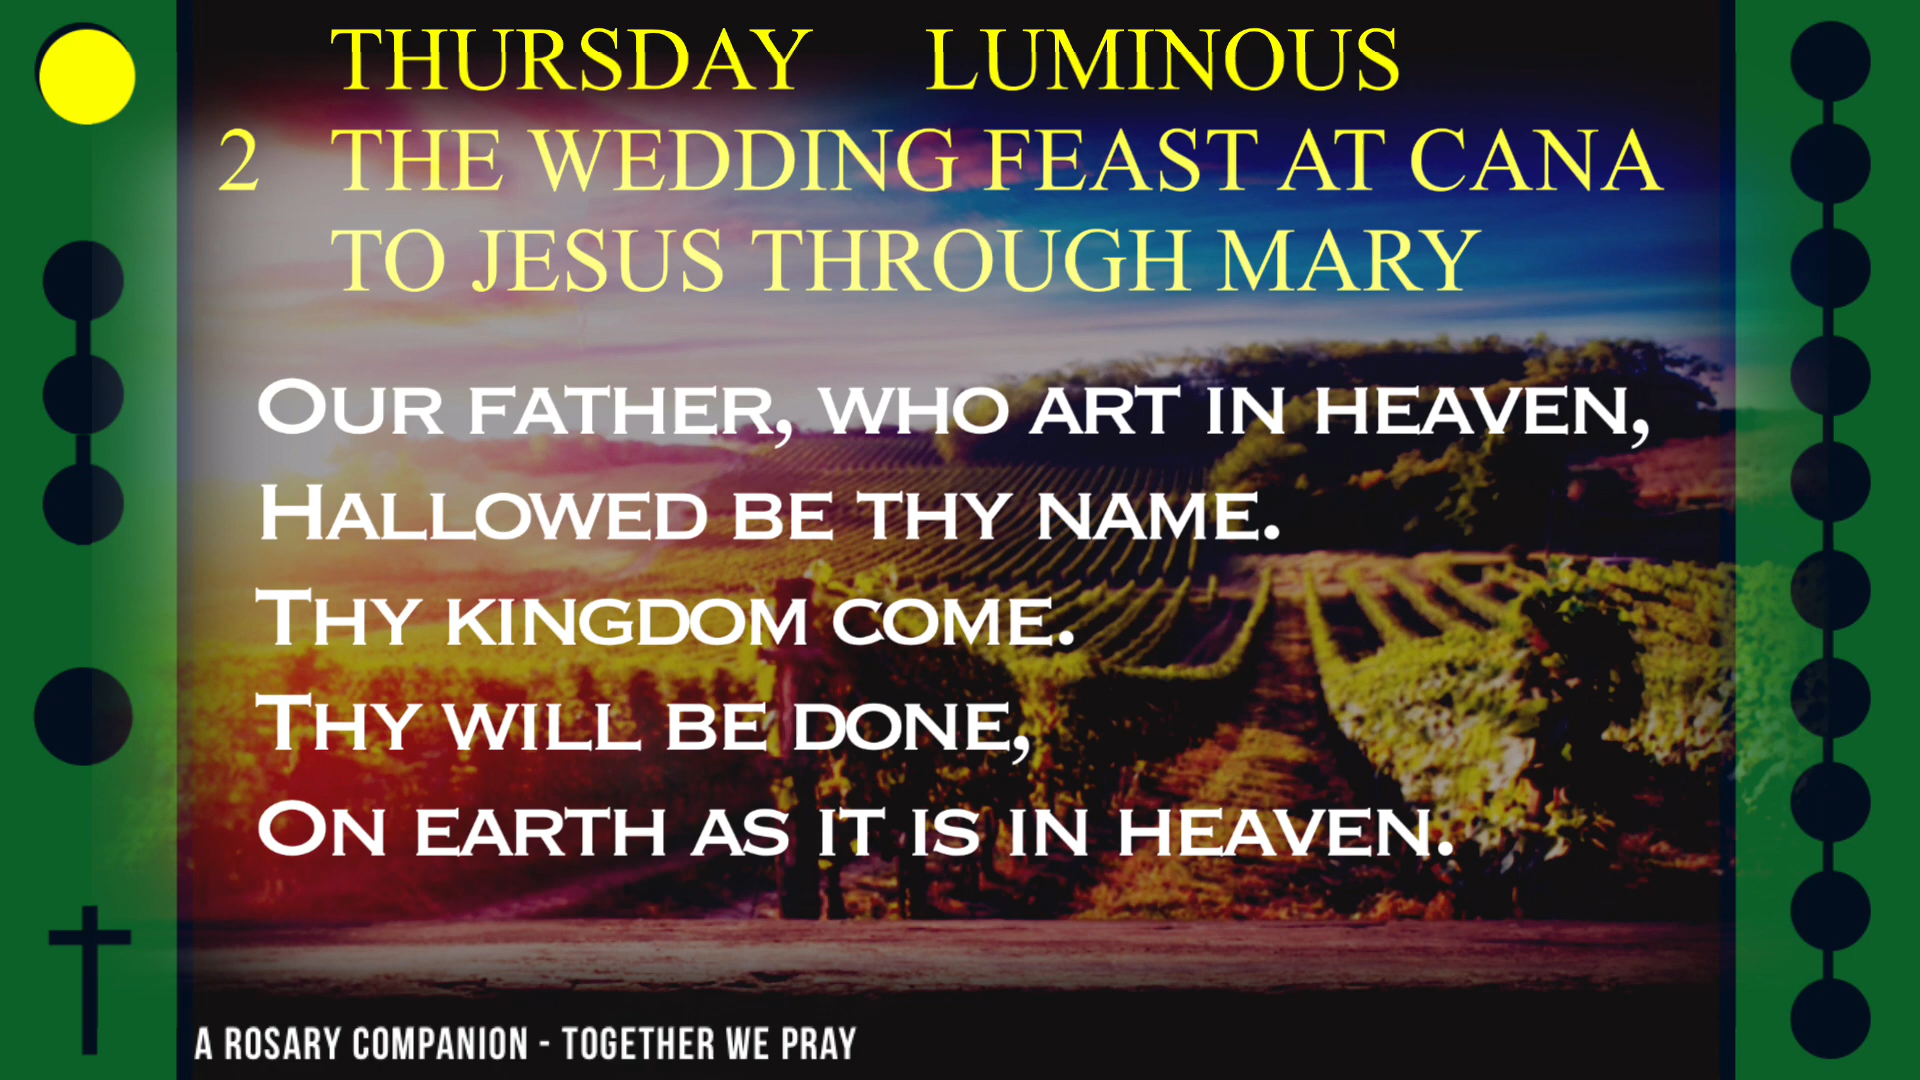 THURSDAY LUMINOUS
2 THE WEDDING FEAST AT CANA
TO JESUS THROUGH MARY
OUR FATHER, WHO ART IN HEAVEN,
HALLOWED BE THY NAME.
THY KINGDOM COME.
THY WILL BE DONE,
ON EARTH AS IT IS IN HEAVEN.
A ROSARY COMPANION - TOGETHER WE PRAY